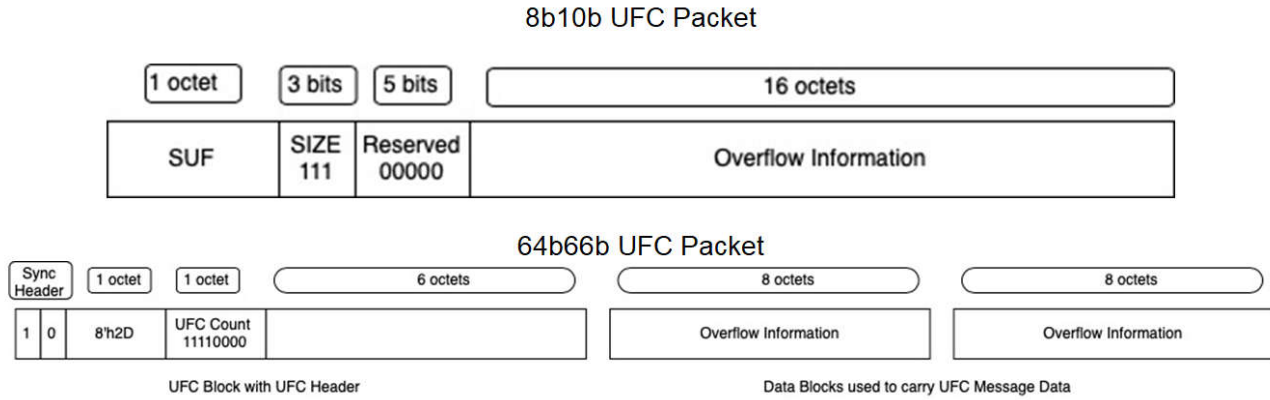 8b10b UFC Packet
1 octet 3 bits 5 bits 16 octets
SUF SIZE 111 Reserved 00000 Overflow Information
64b66b UFC Packet
Sync Header 1 octet 1 octet 6 octets 8 octets 8 octets
1 0 8'h2D UFC Count 11110000 Overflow Information Overflow Information
UFC Block with UFC Header Data Blocks used to carry UFC Message Data